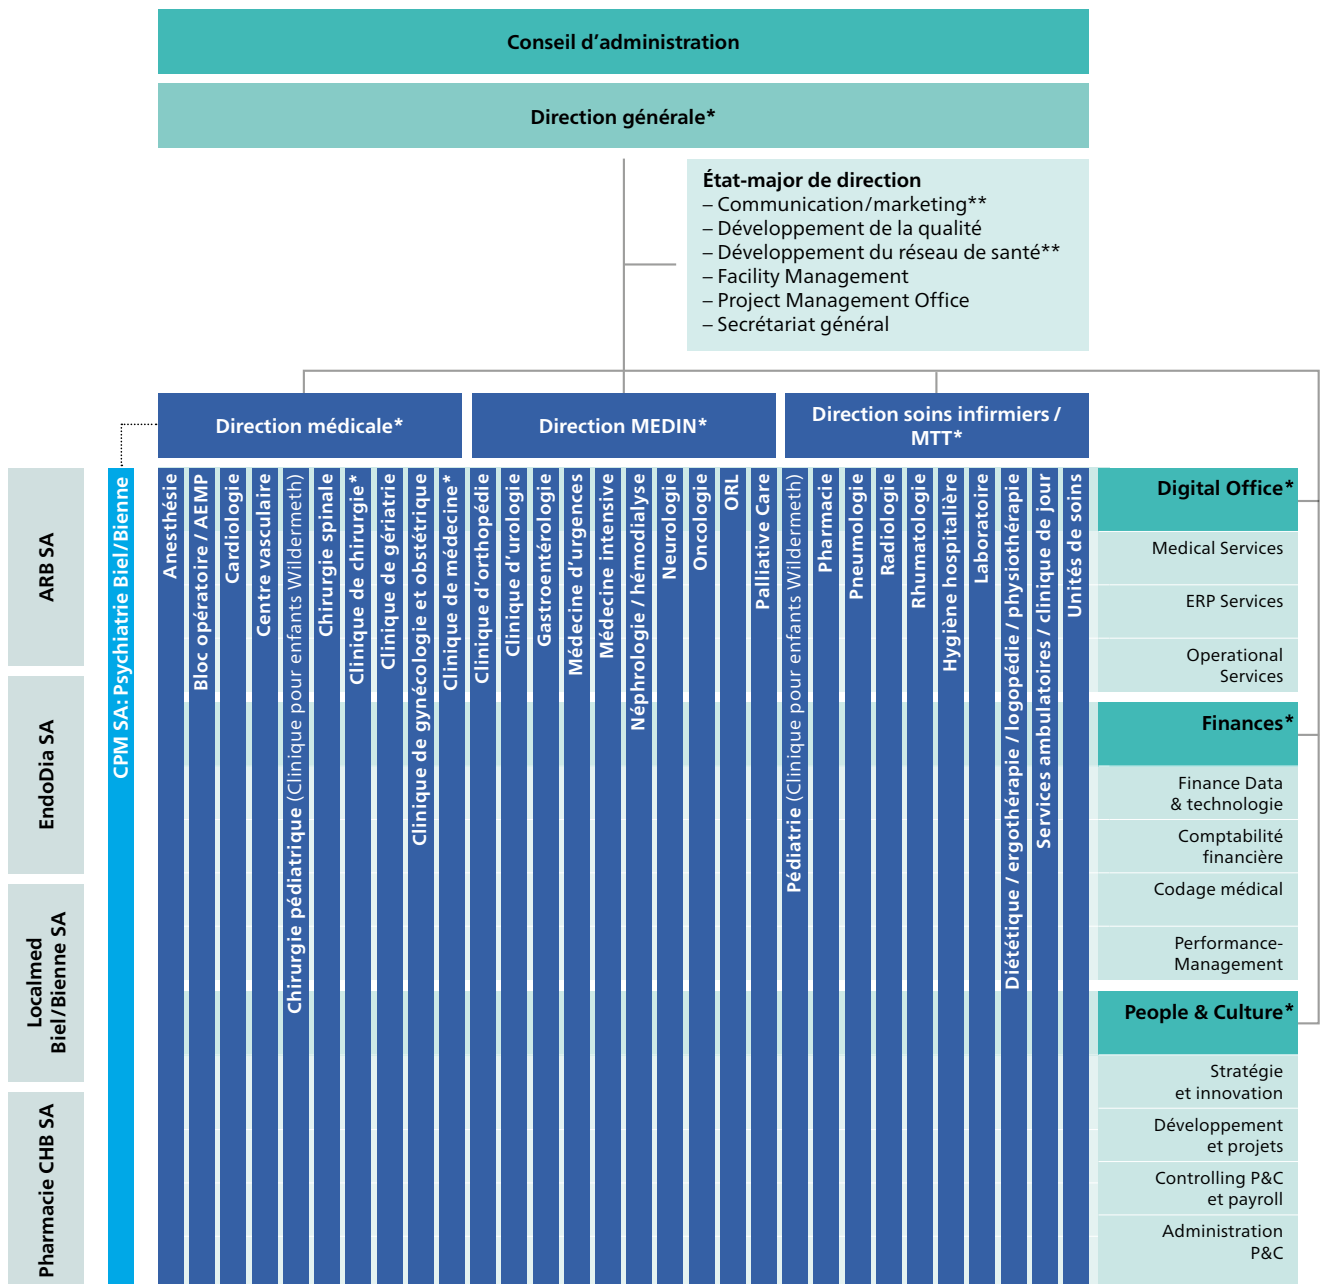 Conseil d’administration
Direction générale*
État-major de direction
– Communication/marketing**
– Développement de la qualité
– Développement du réseau de santé**
– Facility Management
– Project Management Office
– Secrétariat général
Direction médicale*
Direction MEDIN*
Direction soins infirmiers /
MTT*
ARB SA
EndoDia SA
Localmed
Biel/Bienne SA
Pharmacie CHB SA
CPM SA: Psychiatrie Biel/Bienne
Anesthésie
Bloc opératoire / AEMP
Cardiologie
Centre vasculaire
Chirurgie pédiatrique (Clinique pour enfants Wildermeth)
Chirurgie spinale
Clinique de chirurgie*
Clinique de gériatrie
Clinique de gynécologie et obstétrique
Clinique de médecine*
Clinique d’orthopédie
Clinique d’urologie
Gastroentérologie
Médecine d’urgences
Médecine intensive
Néphrologie / hémodialyse
Neurologie
Oncologie
ORL
Palliative Care
Pédiatrie (Clinique pour enfants Wildermeth)
Pharmacie
Pneumologie
Radiologie
Rhumatologie
Hygiène hospitalière
Laboratoire
Diététique / ergothérapie / logopédie / physiothérapie
Services ambulatoires / clinique de jour
Unités de soins
Digital Office*
Medical Services
ERP Services
Operational
Services
Finances*
Finance Data
& technologie
Comptabilité
financière
Codage médical
Performance-
Management
People & Culture*
Stratégie
et innovation
Développement
et projets
Controlling P&C
et payroll
Administration
P&C